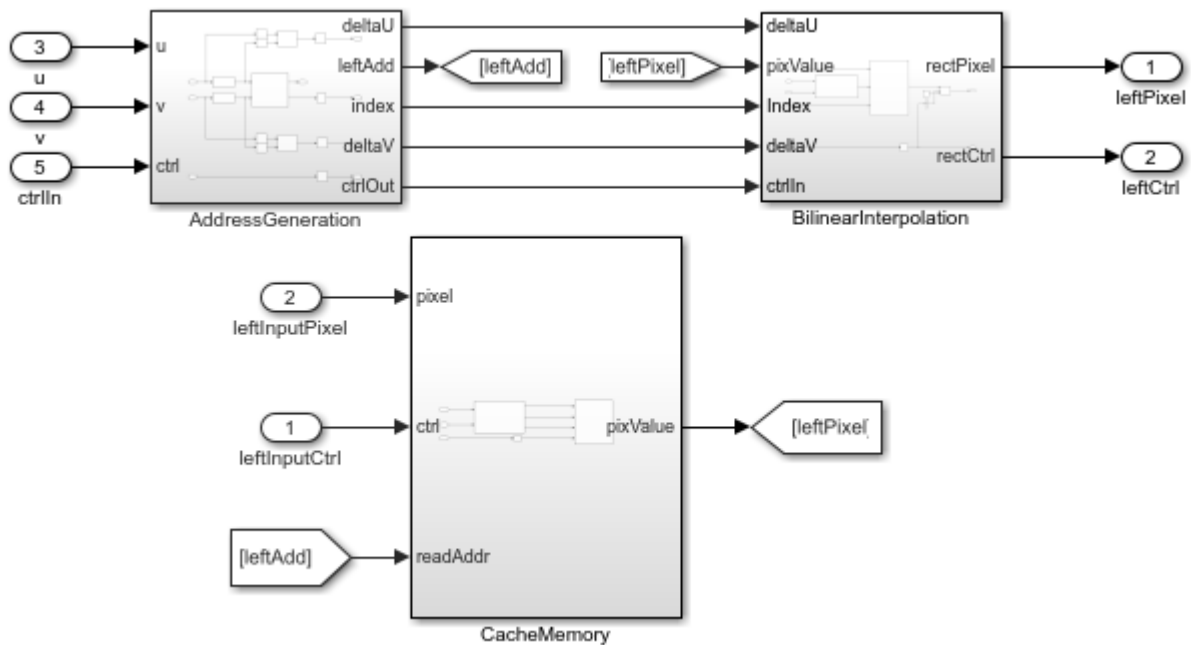 3
u
4
v
5
ctrlIn
u
v
ctrl
deltaU
leftAdd
index
deltaV
ctrlOut
AddressGeneration
[leftAdd]
leftPixel]
deltaU
pixValue
Index
deltaV
ctrlIn
rectPixel
rectCtrl
BilinearInterpolation
1
leftPixel
2
leftCtrl
2
leftInputPixel
1
leftInputCtrl
[leftAdd]
pixel
ctrl
readAddr
pixValue
CacheMemory
[leftPixel